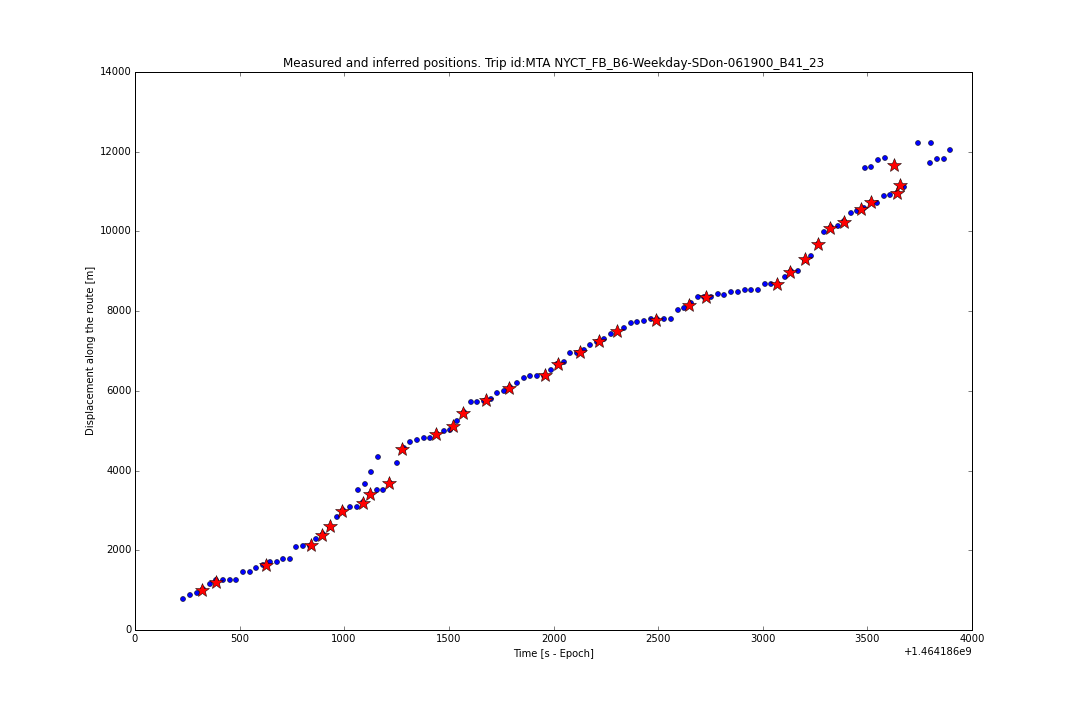 Measured and inferred positions. Trip id:MTA NYCT_FB_B6-Weekday-SDon-061900_B41_23
14000
12000
10000
8000
6000
4000
2000
0
Displacement along the route [m]
0 500 1000 1500 2000 2500 3000 3500 4000
Time [s - Epoch]
+1.464186e9